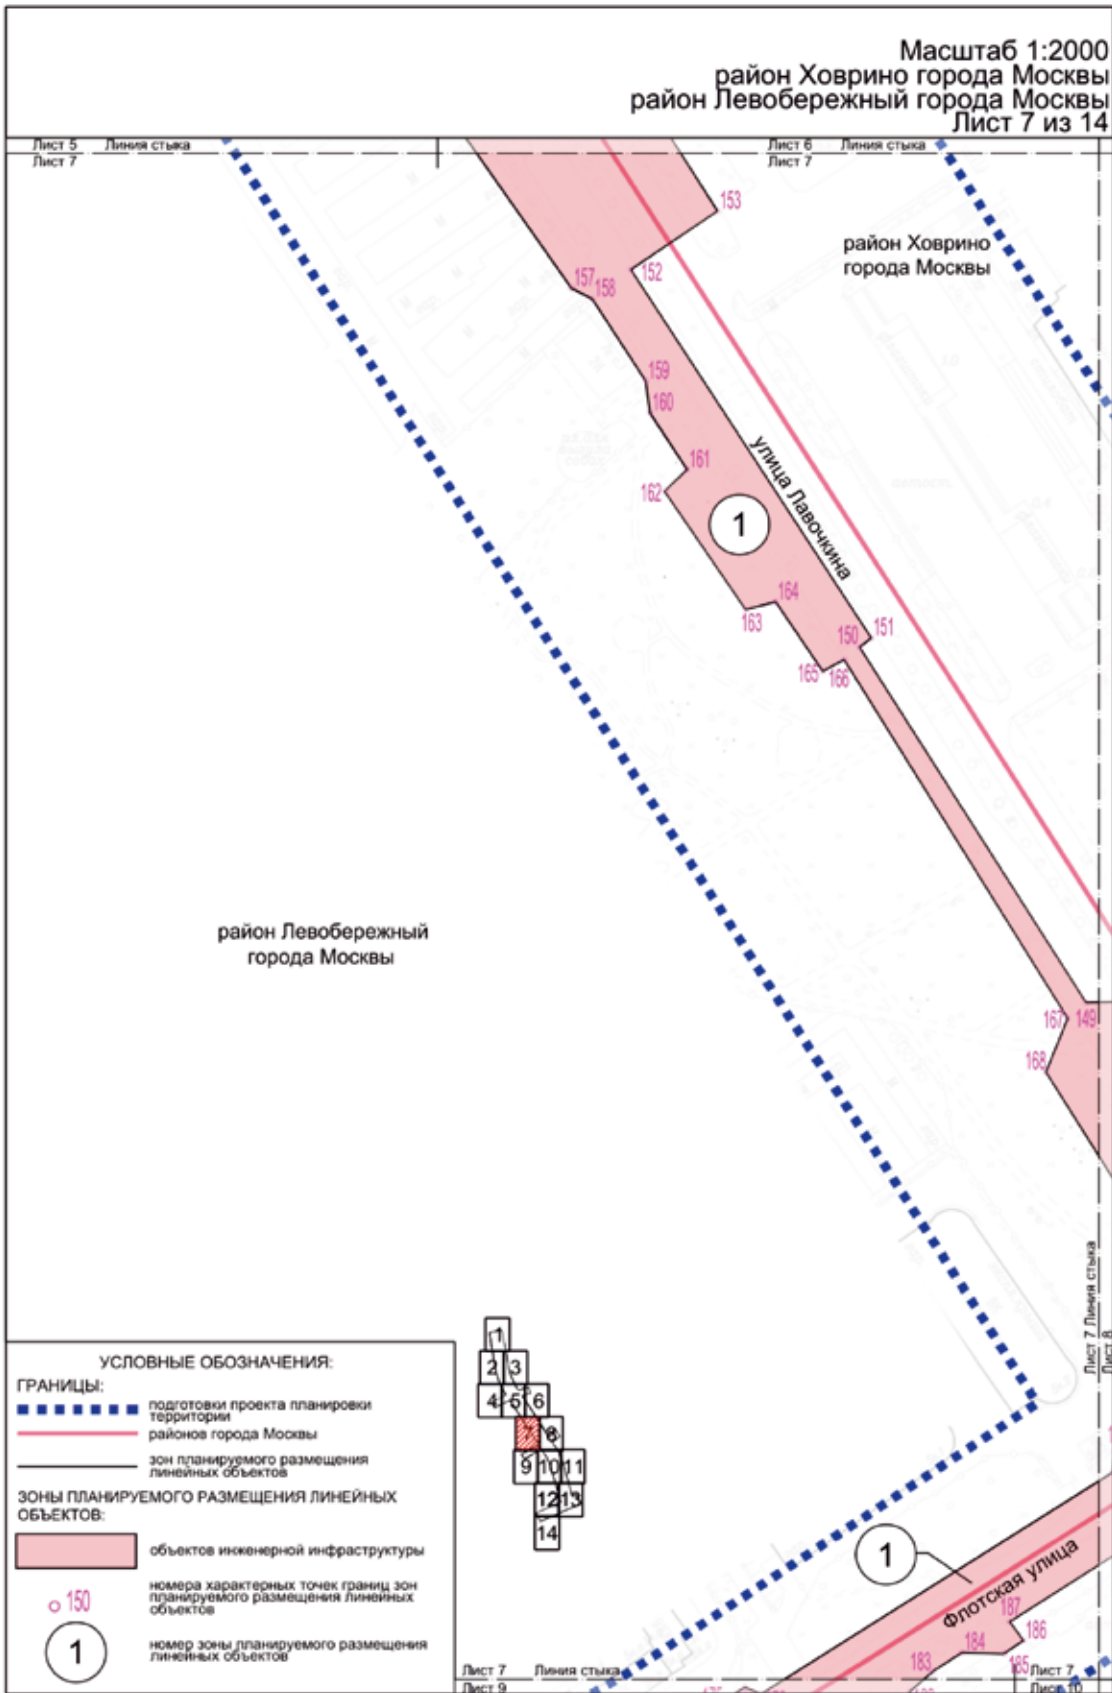 Масштаб 1:2000
район Ховрино города Москвы
район Левобережный города Москвы
Лист 7 из 14
Лист 5 Линия стыка
Лист 7
Лист 6 Линия стыка
Лист 7
153
район Ховрино
города Москвы
152
157
158
159
160
161
162
улица Лавочкина
1
164
163
151
150
165
166
район Левобережный
города Москвы
167
149
168
Лист 7 Линия стыка
Лист 8
1
2 3
4 5 6
7 8
9 10 11
12 13
14
УСЛОВНЫЕ ОБОЗНАЧЕНИЯ:
ГРАНИЦЫ:
подготовки проекта планировки
территории
районов города Москвы
зон планируемого размещения
линейных объектов
ЗОНЫ ПЛАНИРУЕМОГО РАЗМЕЩЕНИЯ ЛИНЕЙНЫХ
ОБЪЕКТОВ:
объектов инженерной инфраструктуры
150
номера характерных точек границ зон
планируемого размещения линейных
объектов
1
номер зоны планируемого размещения
линейных объектов
1
Флотская улица
187
186
184
185
183
Лист 7 Линия стыка
Лист 9
Лист 7
Лист 10